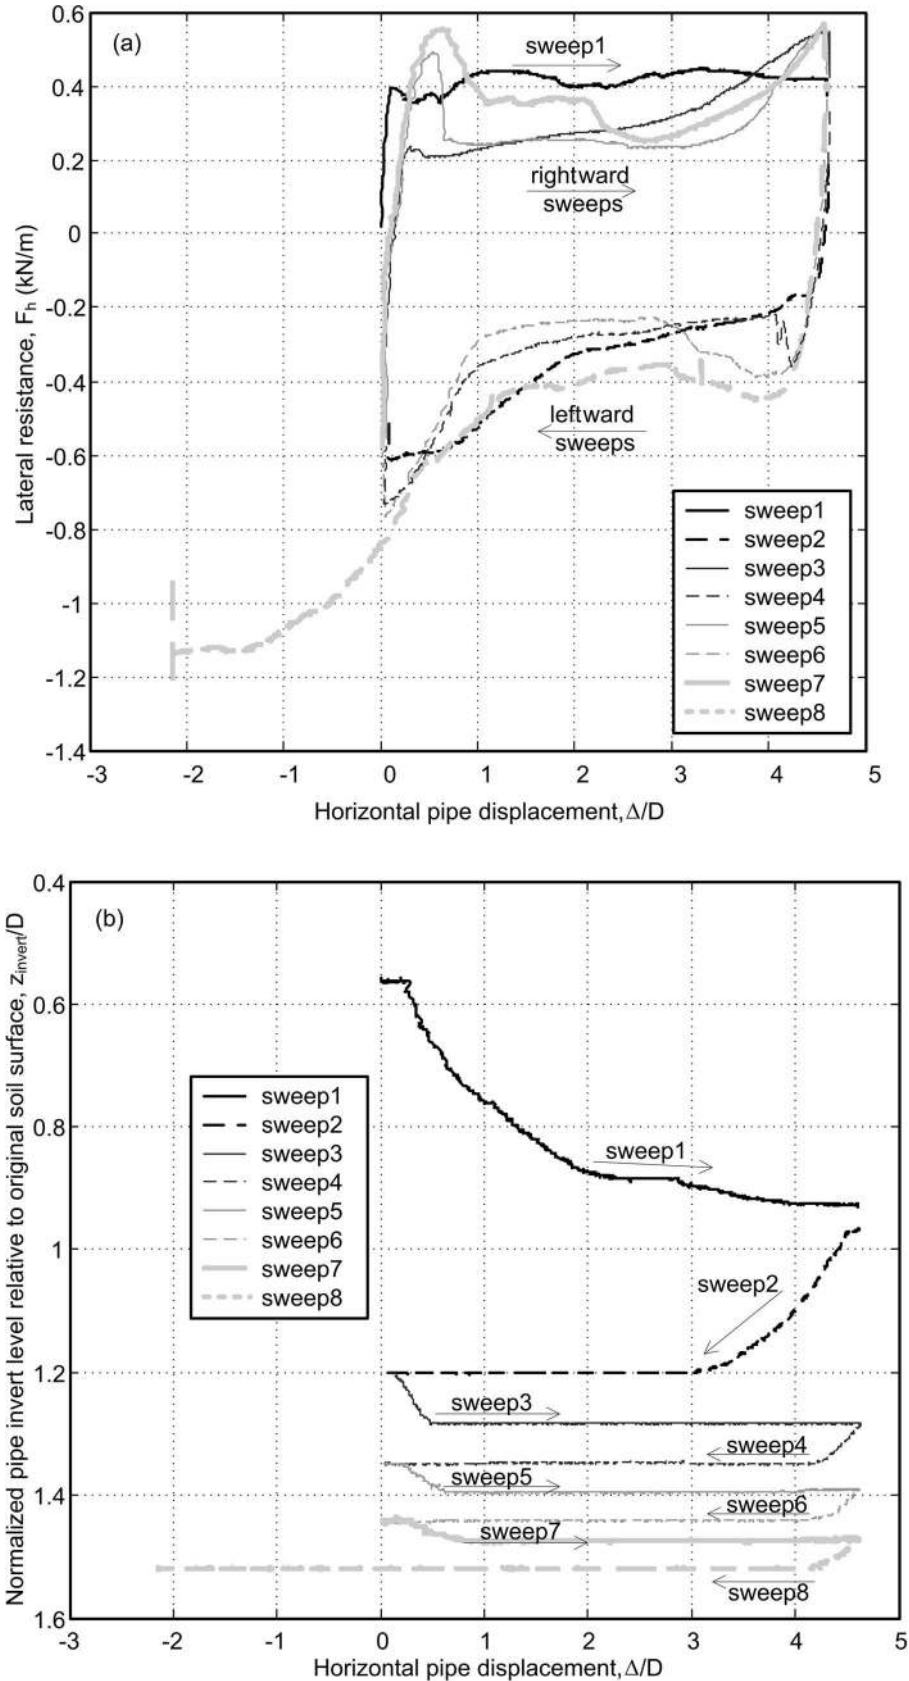 (a)
0.6
0.4
0.2
0
-0.2
-0.4
-0.6
-0.8
-1
-1.2
-1.4
Lateral resistance, Fₕ (kN/m)
sweep1
rightward
sweeps
leftward
sweeps
sweep1
sweep2
sweep3
sweep4
sweep5
sweep6
sweep7
sweep8
-3 -2 -1 0 1 2 3 4 5
Horizontal pipe displacement,Δ/D
(b)
0.4
0.6
0.8
1
1.2
1.4
1.6
Normalized pipe invert level relative to original soil surface, z_invert/D
sweep1
sweep2
sweep3
sweep4
sweep5
sweep6
sweep7
sweep8
sweep1
sweep2
sweep3
sweep4
sweep5
sweep6
sweep7
sweep8
-3 -2 -1 0 1 2 3 4 5
Horizontal pipe displacement,Δ/D